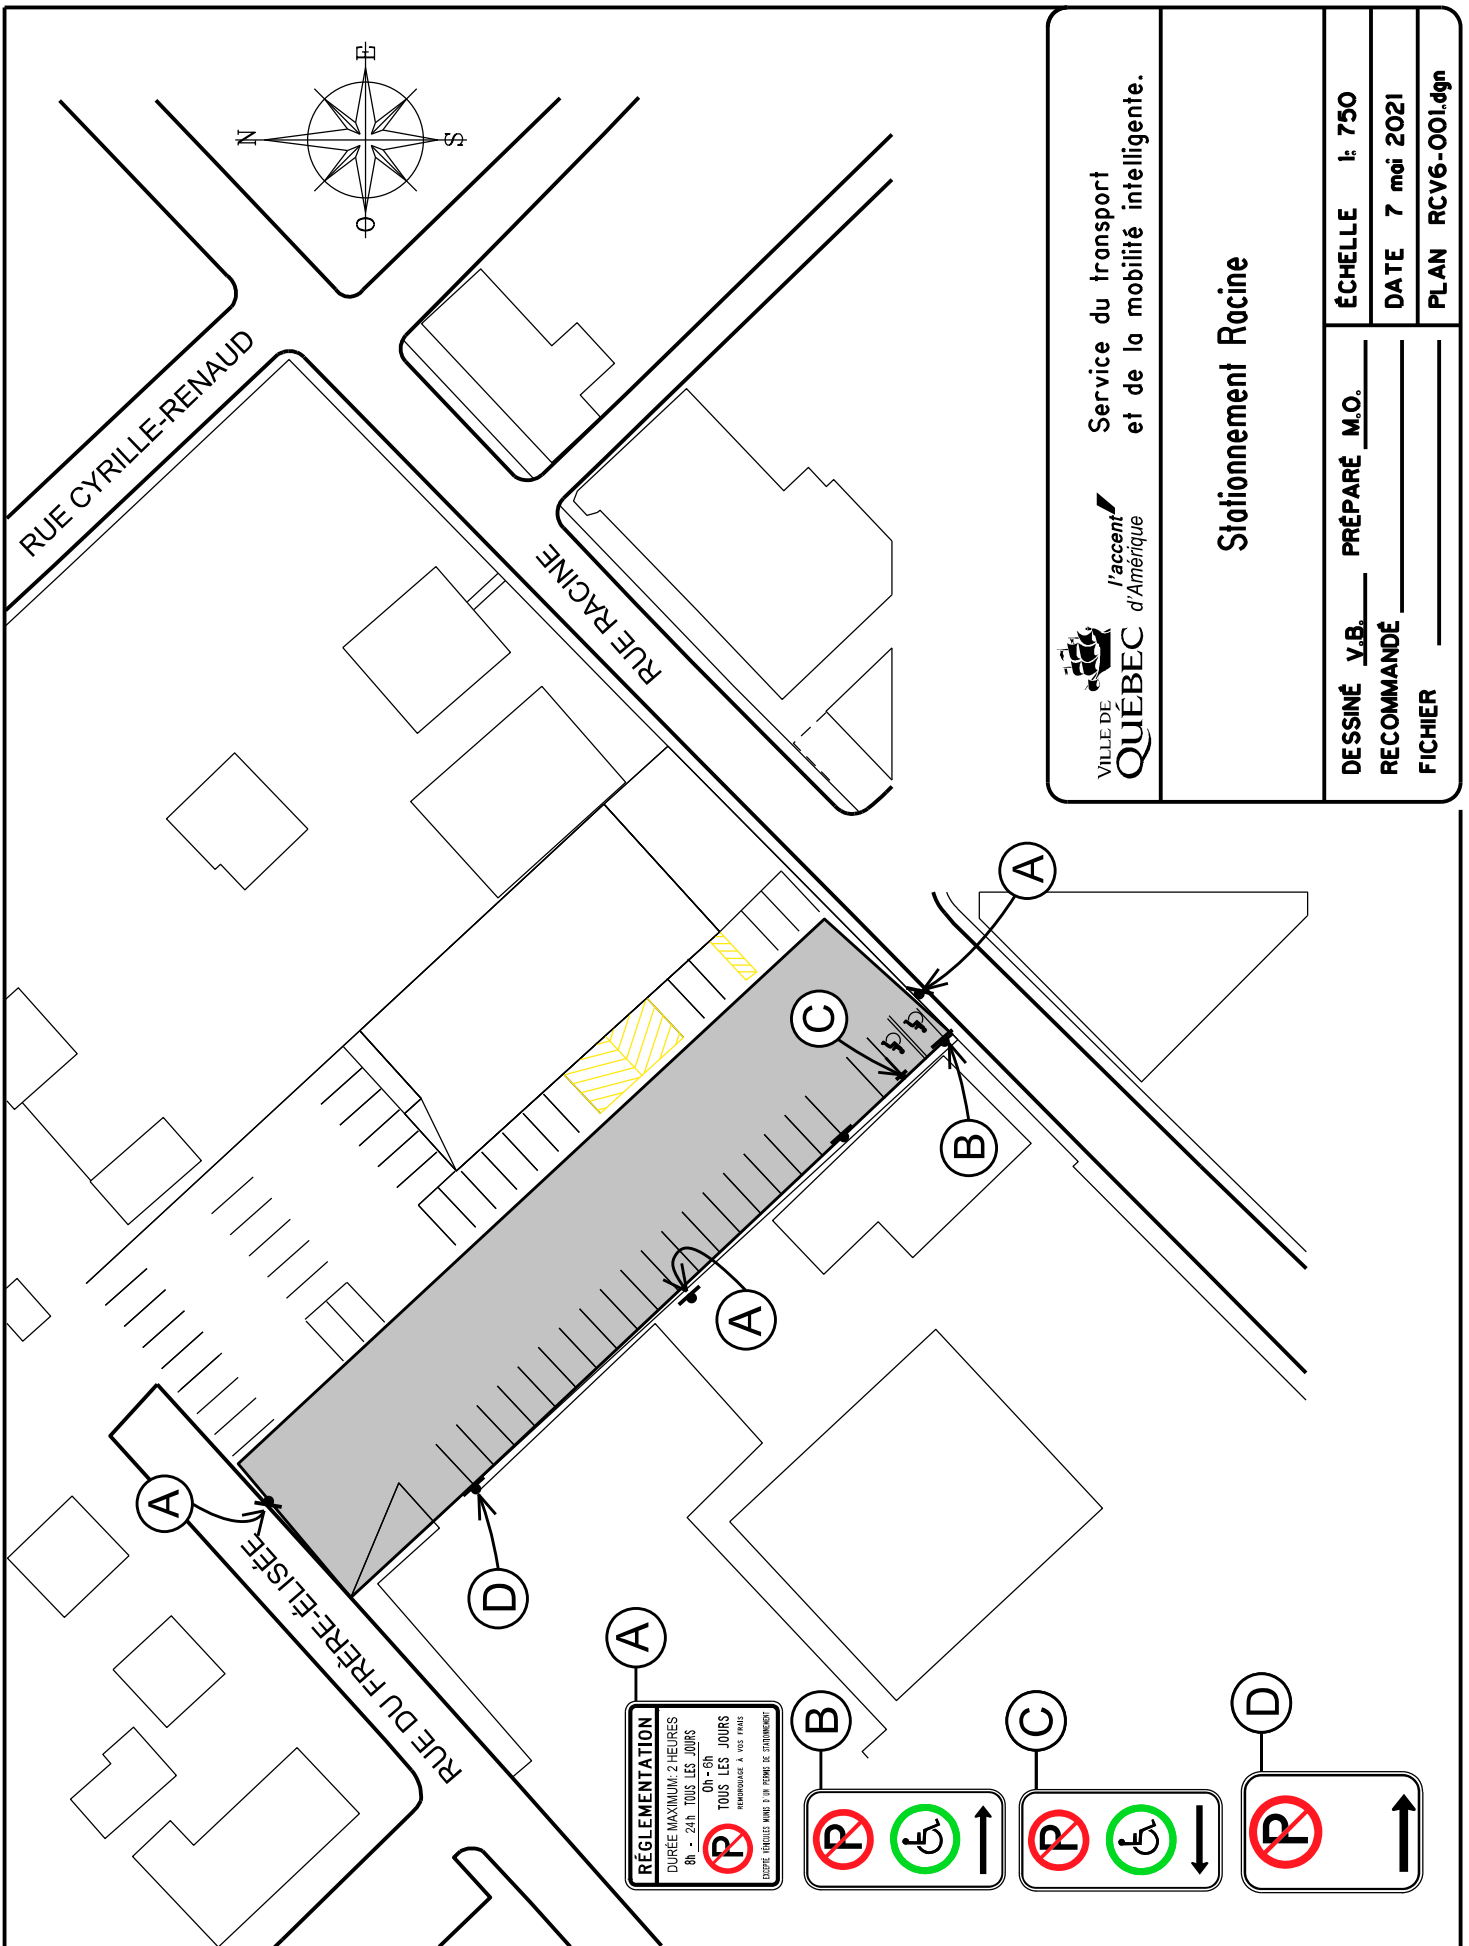 N
E
S
O
RUE CYRILLE-RENAUD
RUE RACINE
RUE DU FRÈRE-ÉLISÉE
A
C
B
A
A
D
A
RÉGLEMENTATION
DURÉE MAXIMUM: 2 HEURES
8h - 24h TOUS LES JOURS
0h - 6h
TOUS LES JOURS
REMORQUAGE À VOS FRAIS
P
EXCEPTÉ VÉHICULES MUNIS D'UN PERMIS DE STATIONNEMENT
B
P
C
P
D
P
VILLE DE
QUÉBEC
l'accent
d'Amérique
Service du transport
et de la mobilité intelligente.
Stationnement Racine
DESSINÉ V.B. PRÉPARÉ M.O.
RECOMMANDÉ
FICHIER
ÉCHELLE 1: 750
DATE 7 mai 2021
PLAN RCV6-001.dgn